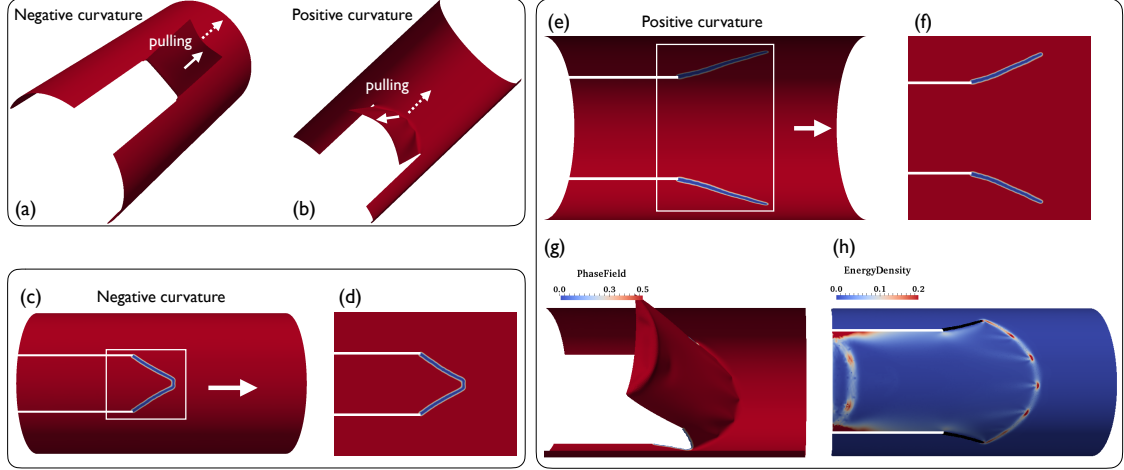 Negative curvature
pulling
(a)
Positive curvature
pulling
(b)
(c)
Negative curvature
(d)
(e)
Positive curvature
(f)
(g)
PhaseField
0.0 0.3 0.5
(h)
EnergyDensity
0.0 0.1 0.2